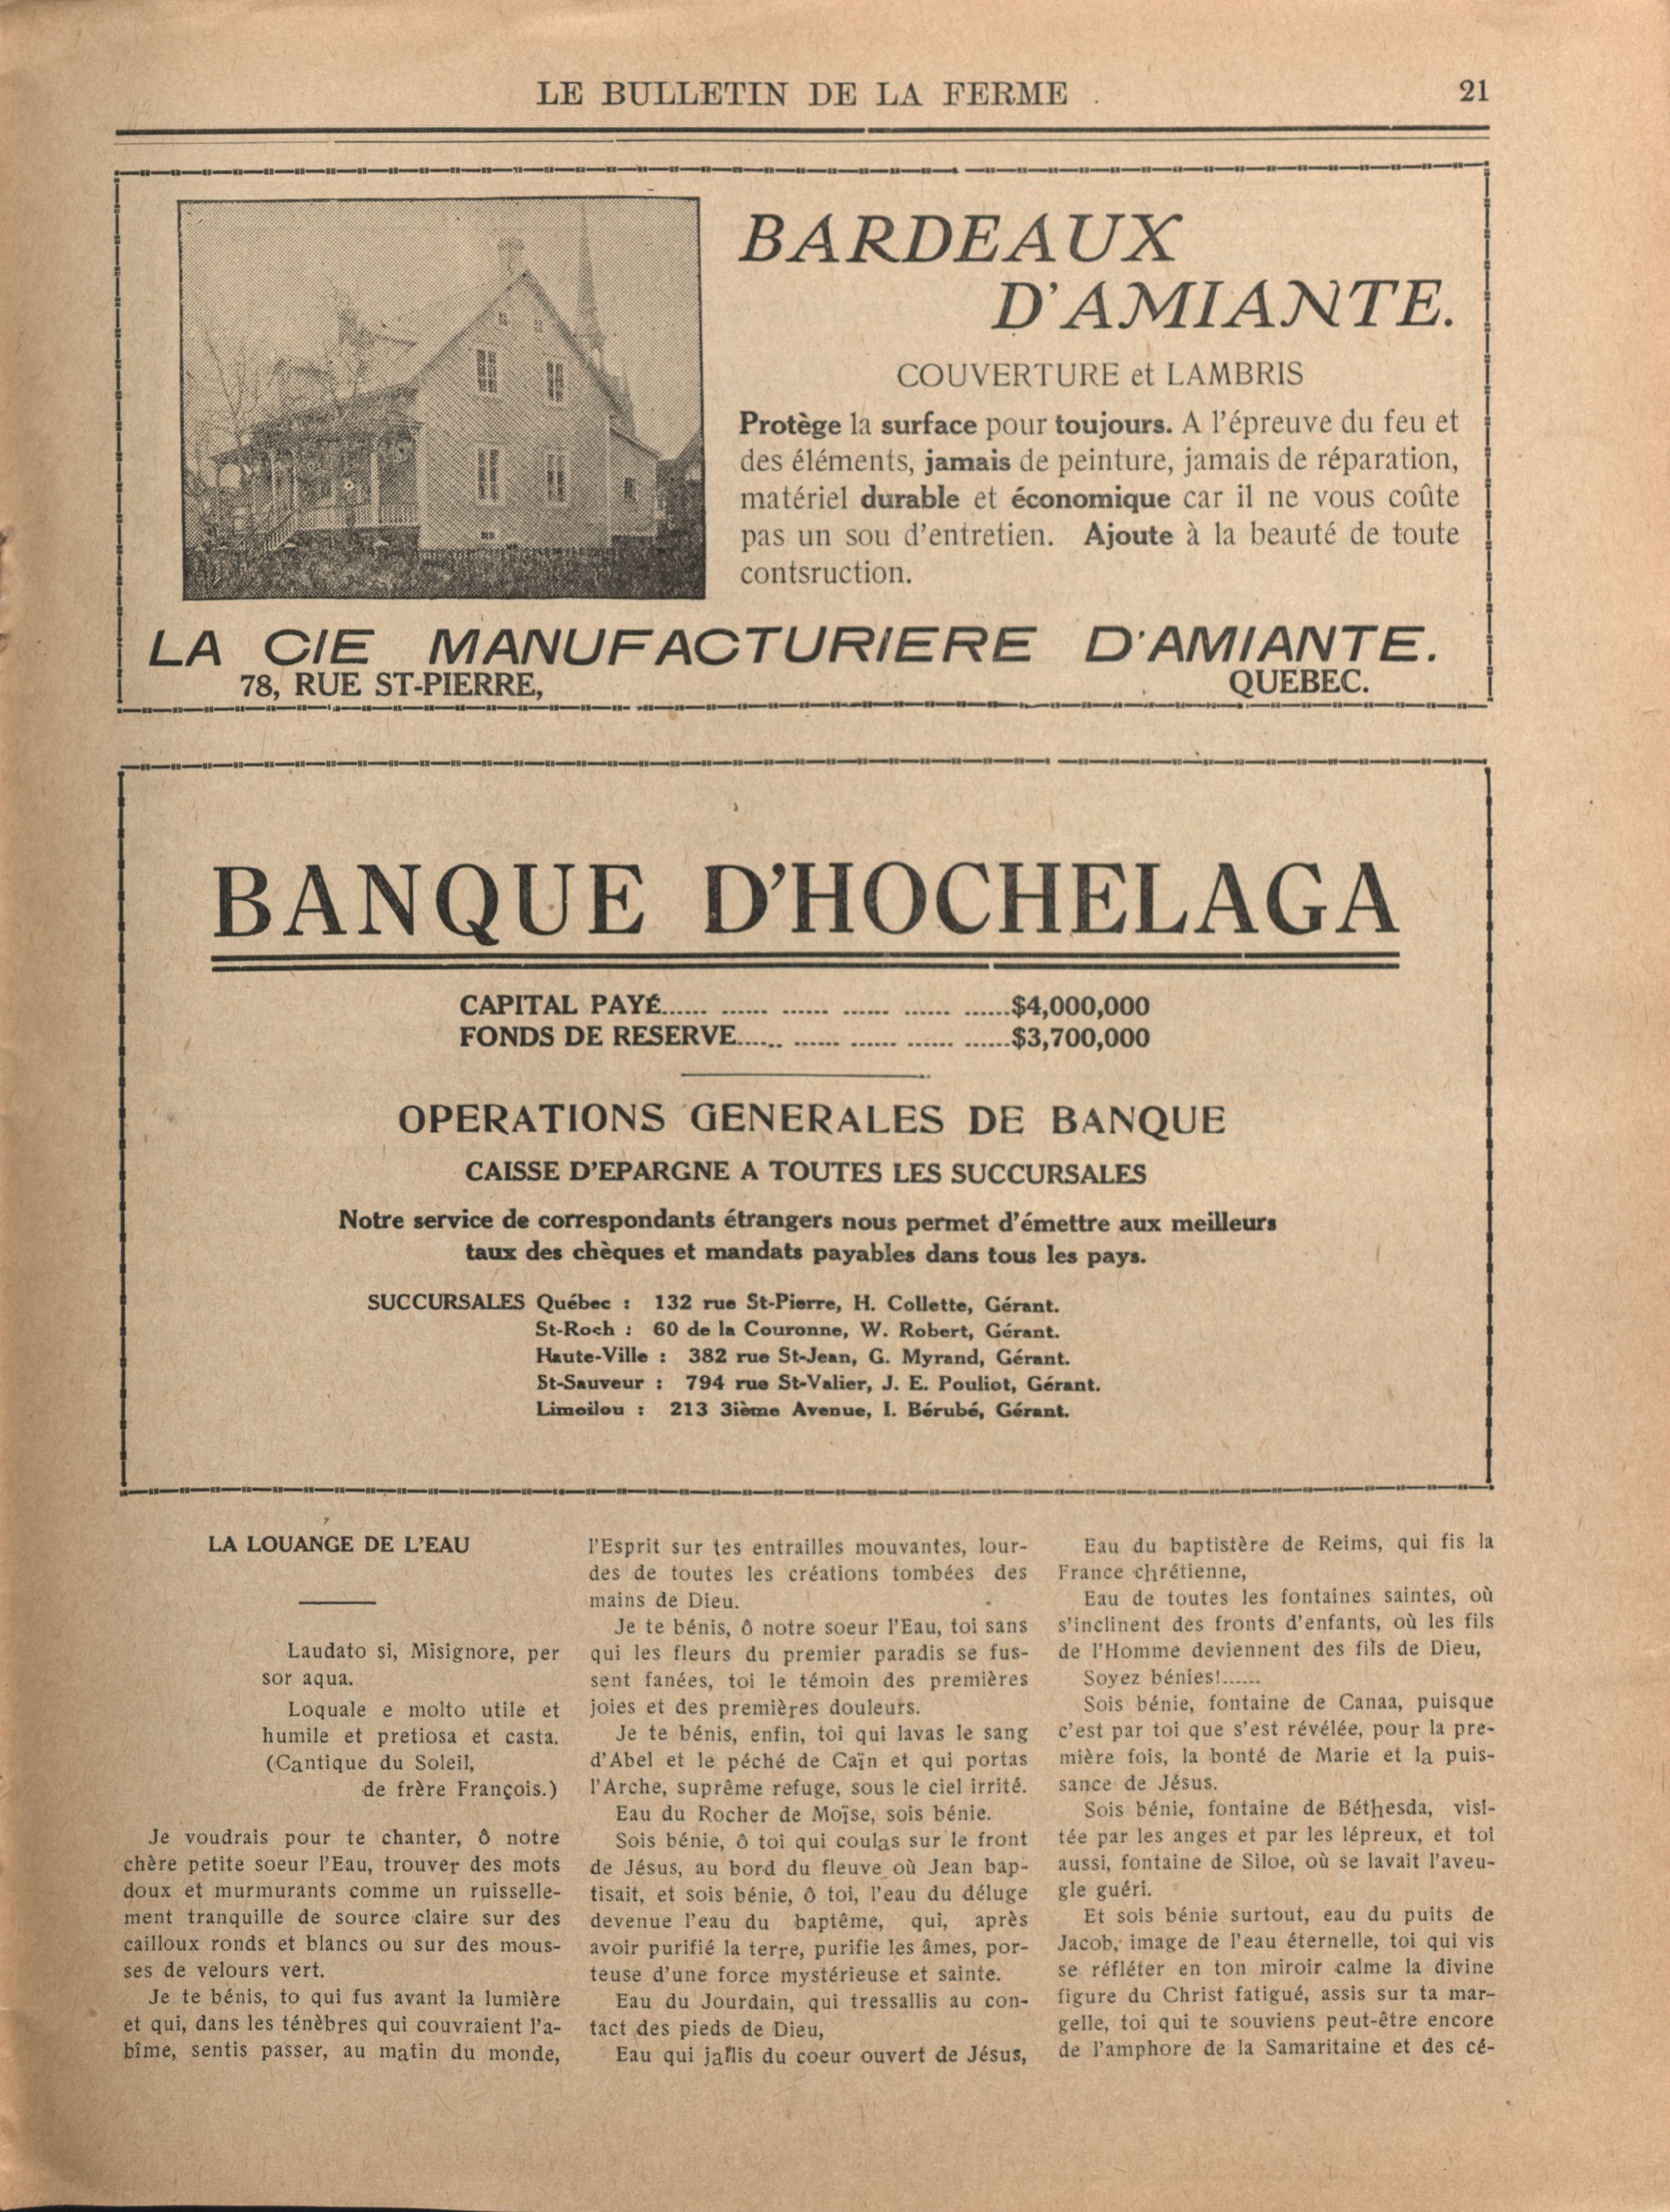 LE BULLETIN DE LA FERME
21
BARDEAUX
D'AMIANTE.
COUVERTURE et LAMBRIS
Protège la surface pour toujours. A l'épreuve du feu et
des éléments, jamais de peinture, jamais de réparation,
matériel durable et économique car il ne vous coûte
pas un sou d'entretien. Ajoute à la beauté de toute
contsruction.
LA CIE MANUFACTURIERE D'AMIANTE.
78, RUE ST-PIERRE, QUEBEC.
BANQUE D'HOCHELAGA
CAPITAL PAYÉ...... ...... ...... ...... ...... ......$4,000,000
FONDS DE RESERVE...... ...... ...... ...... ......$3,700,000
OPERATIONS GENERALES DE BANQUE
CAISSE D'EPARGNE A TOUTES LES SUCCURSALES
Notre service de correspondants étrangers nous permet d'émettre aux meilleurs
taux des chèques et mandats payables dans tous les pays.
SUCCURSALES Québec : 132 rue St-Pierre, H. Collette, Gérant.
St-Roch : 60 de la Couronne, W. Robert, Gérant.
Haute-Ville : 382 rue St-Jean, G. Myrand, Gérant.
St-Sauveur : 794 rue St-Valier, J. E. Pouliot, Gérant.
Limoilou : 213 3ième Avenue, I. Bérubé, Gérant.
LA LOUANGE DE L'EAU
Laudato si, Misignore, per
sor aqua.
Loquale e molto utile et
humile et pretiosa et casta.
(Cantique du Soleil,
de frère François.)
Je voudrais pour te chanter, ô notre
chère petite soeur l'Eau, trouver des mots
doux et murmurants comme un ruisselle-
ment tranquille de source claire sur des
cailloux ronds et blancs ou sur des mous-
ses de velours vert.
Je te bénis, to qui fus avant la lumière
et qui, dans les ténèbres qui couvraient l'a-
bîme, sentis passer, au matin du monde,
l'Esprit sur tes entrailles mouvantes, lour-
des de toutes les créations tombées des
mains de Dieu.
Je te bénis, ô notre soeur l'Eau, toi sans
qui les fleurs du premier paradis se fus-
sent fanées, toi le témoin des premières
joies et des premières douleurs.
Je te bénis, enfin, toi qui lavas le sang
d'Abel et le péché de Caïn et qui portas
l'Arche, suprême refuge, sous le ciel irrité.
Eau du Rocher de Moïse, sois bénie.
Sois bénie, ô toi qui coulas sur le front
de Jésus, au bord du fleuve où Jean bap-
tisait, et sois bénie, ô toi, l'eau du déluge
devenue l'eau du baptême, qui, après
avoir purifié la terre, purifie les âmes, por-
teuse d'une force mystérieuse et sainte.
Eau du Jourdain, qui tressallis au con-
tact des pieds de Dieu,
Eau qui jallis du coeur ouvert de Jésus,
Eau du baptistère de Reims, qui fis la
France chrétienne,
Eau de toutes les fontaines saintes, où
s'inclinent des fronts d'enfants, où les fils
de l'Homme deviennent des fils de Dieu,
Soyez bénies!......
Sois bénie, fontaine de Canaa, puisque
c'est par toi que s'est révélée, pour la pre-
mière fois, la bonté de Marie et la puis-
sance de Jésus.
Sois bénie, fontaine de Béthesda, visi-
tée par les anges et par les lépreux, et toi
aussi, fontaine de Siloe, où se lavait l'aveu-
gle guéri.
Et sois bénie surtout, eau du puits de
Jacob, image de l'eau éternelle, toi qui vis
se réfléter en ton miroir calme la divine
figure du Christ fatigué, assis sur ta mar-
gelle, toi qui te souviens peut-être encore
de l'amphore de la Samaritaine et des cé-